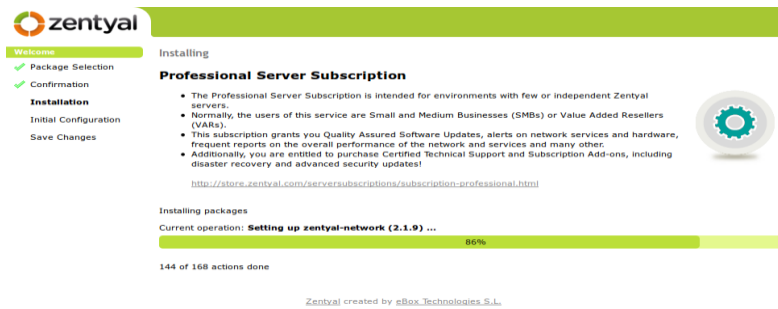 zentyal
Welcome
Package Selection
Confirmation
Installation
Initial Configuration
Save Changes
Installing
Professional Server Subscription
The Professional Server Subscription is intended for environments with few or independent Zentyal
servers.
Normally, the users of this service are Small and Medium Businesses (SMBs) or Value Added Resellers
(VARs).
This subscription grants you Quality Assured Software Updates, alerts on network services and hardware,
frequent reports on the overall performance of the network and services and many other.
Additionally, you are entitled to purchase Certified Technical Support and Subscription Add-ons, including
disaster recovery and advanced security updates!
http://store.zentyal.com/serversubscriptions/subscription-professional.html
Installing packages
Current operation: Setting up zentyal-network (2.1.9) ...
86%
144 of 168 actions done
Zentyal created by eBox Technologies S.L.